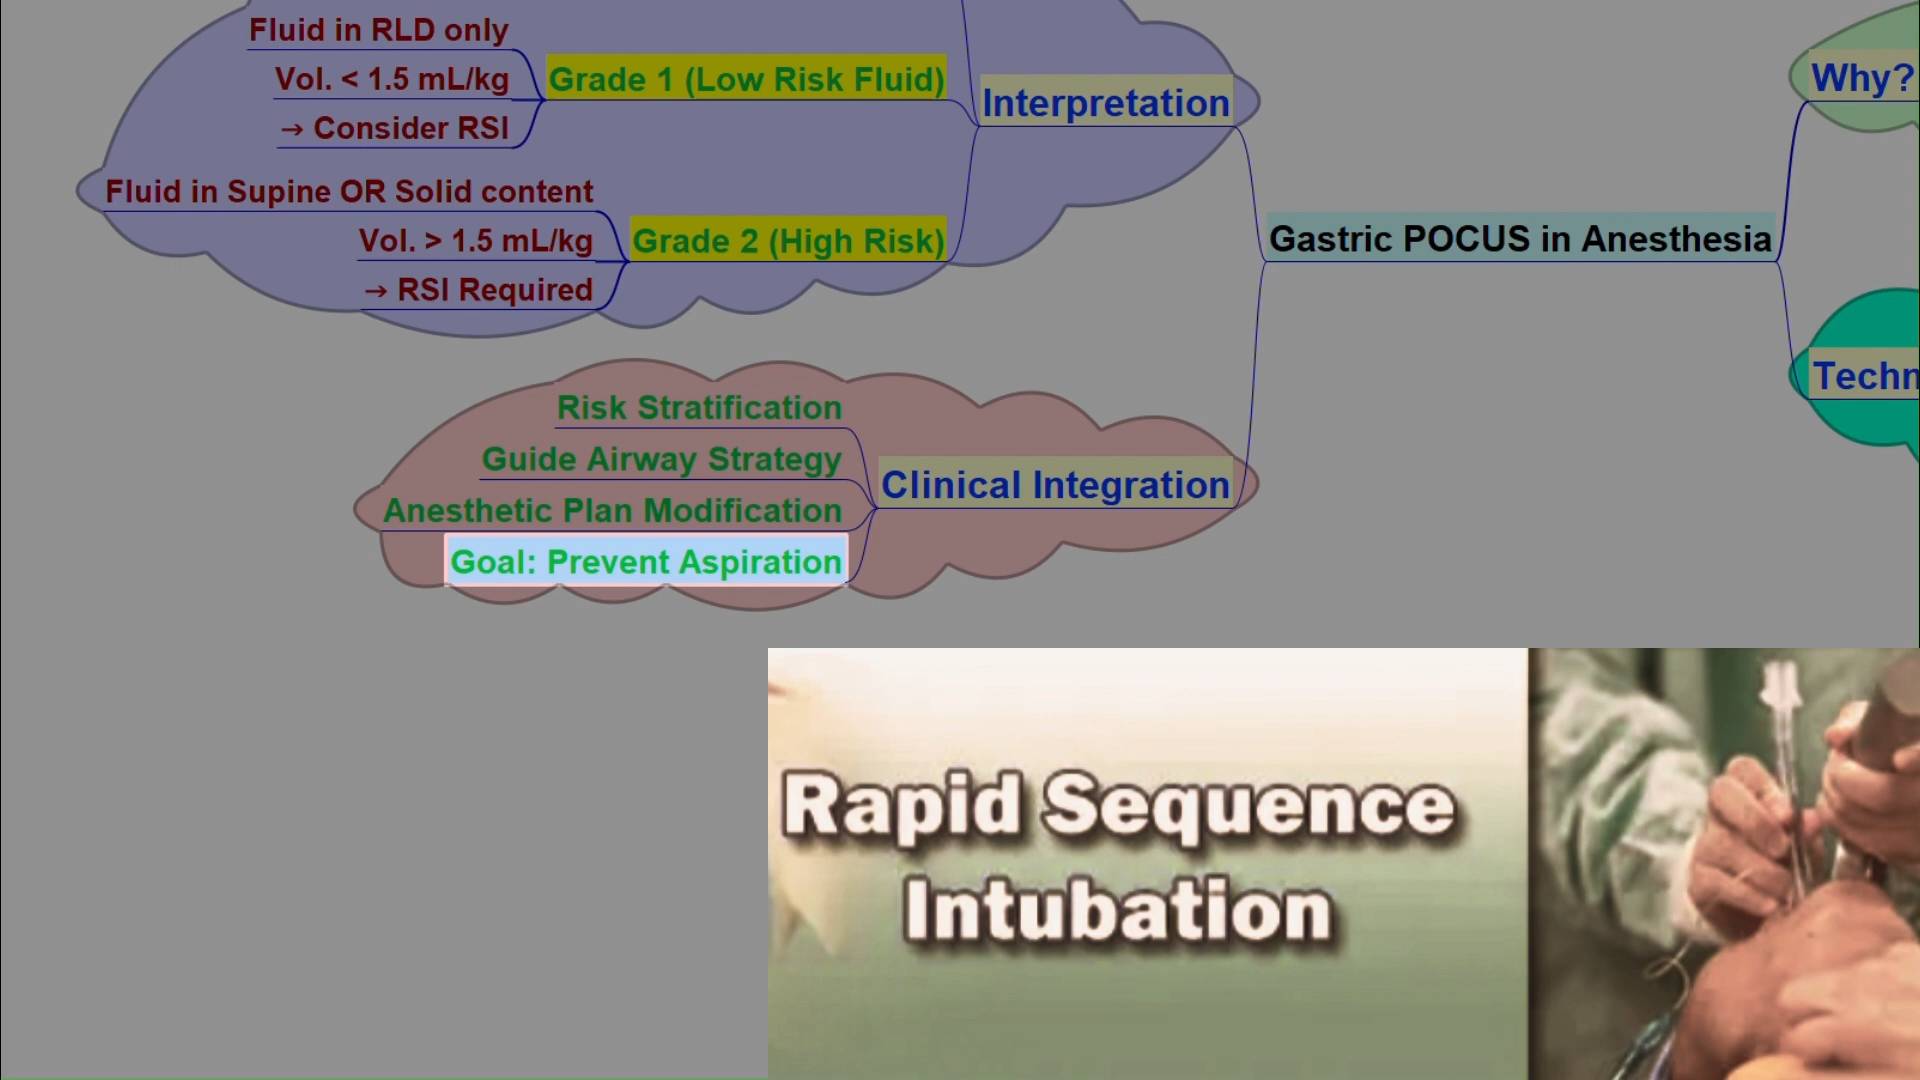 Fluid in RLD only
Vol. < 1.5 mL/kg
→ Consider RSI
Grade 1 (Low Risk Fluid)
Fluid in Supine OR Solid content
Vol. > 1.5 mL/kg
→ RSI Required
Grade 2 (High Risk)
Interpretation
Gastric POCUS in Anesthesia
Why?
Techn
Risk Stratification
Guide Airway Strategy
Anesthetic Plan Modification
Goal: Prevent Aspiration
Clinical Integration
Rapid Sequence
Intubation